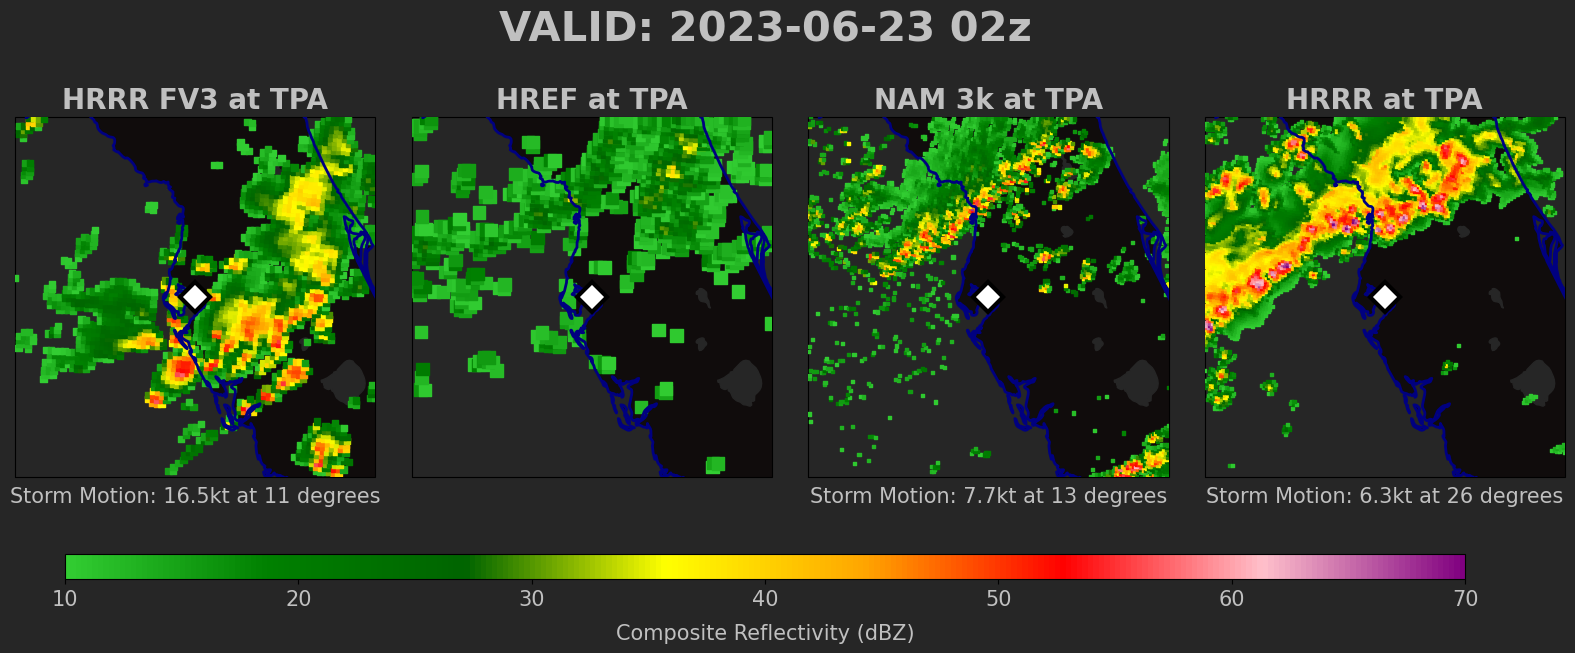 VALID: 2023-06-23 02z
HRRR FV3 at TPA
HREF at TPA
NAM 3k at TPA
HRRR at TPA
Storm Motion: 16.5kt at 11 degrees
Storm Motion: 7.7kt at 13 degrees
Storm Motion: 6.3kt at 26 degrees
10 20 30 40 50 60 70
Composite Reflectivity (dBZ)